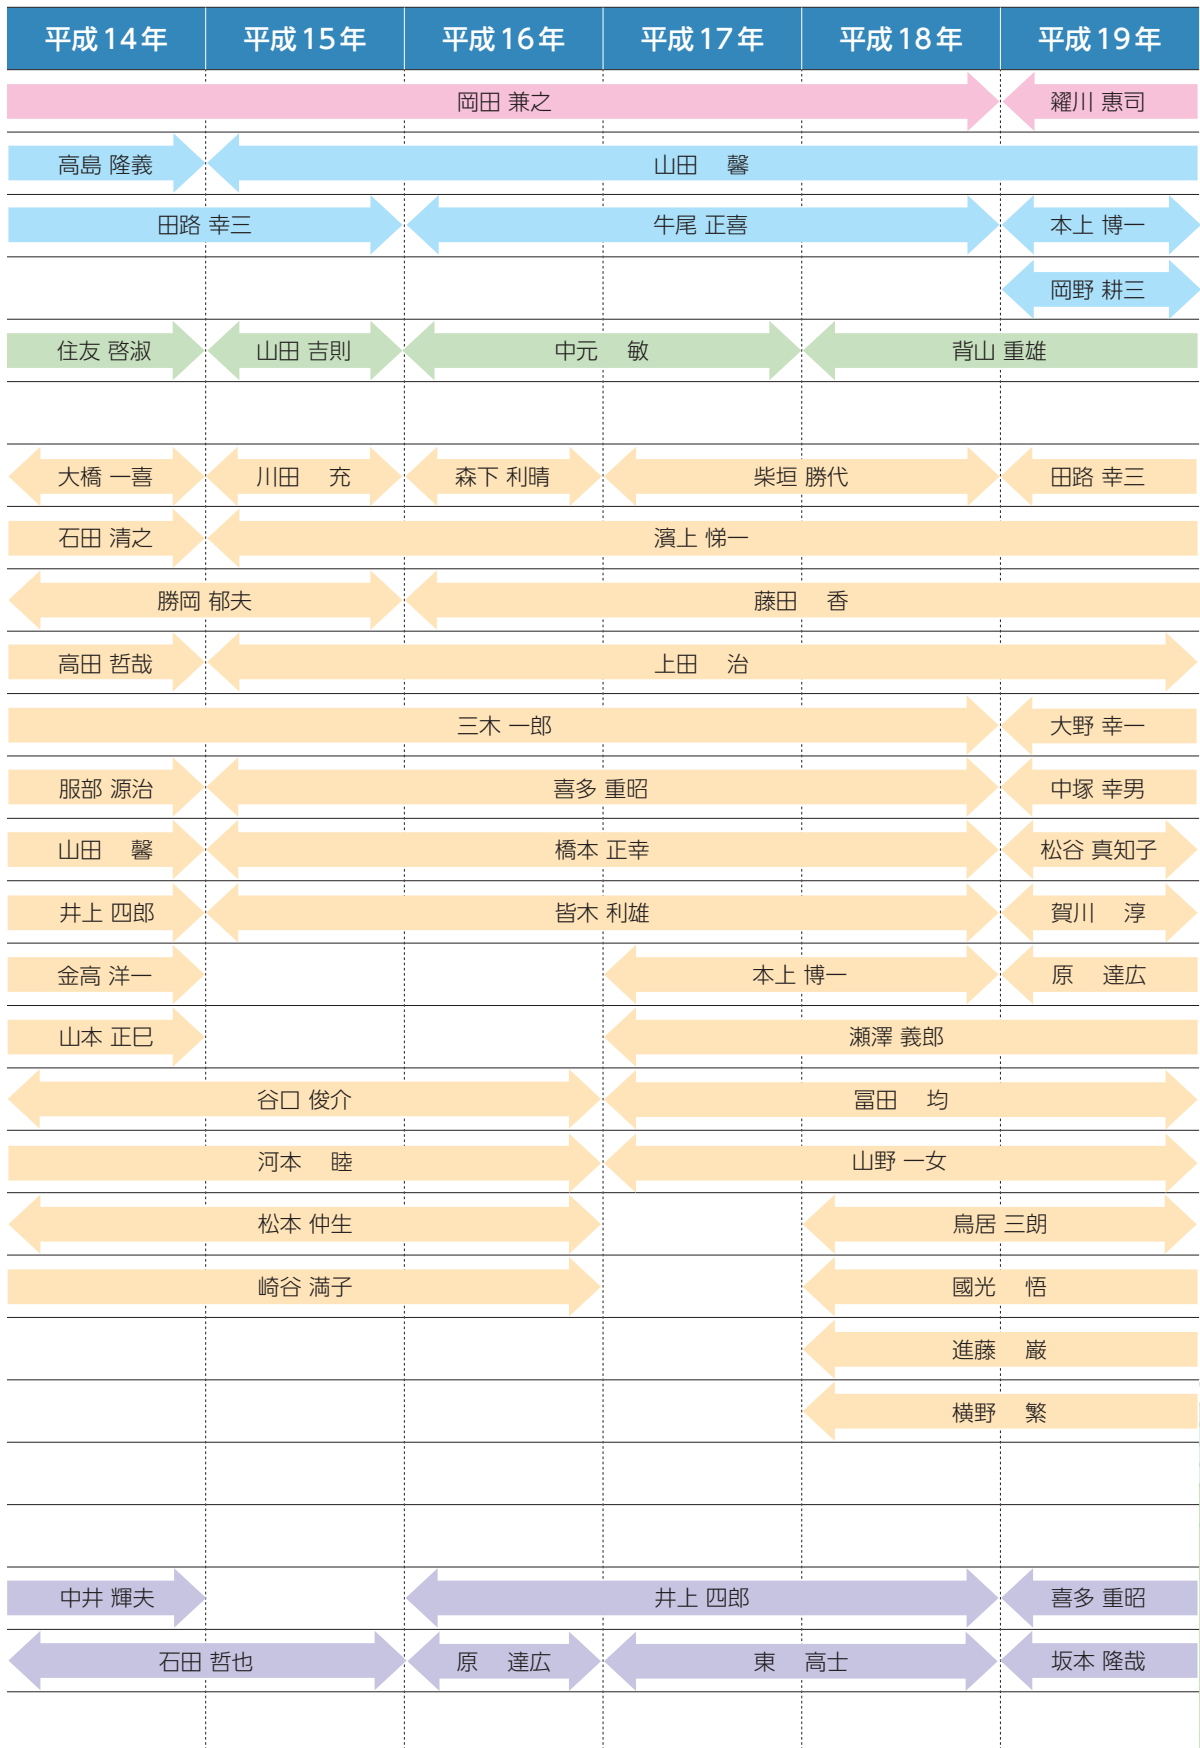 平成14年 平成15年 平成16年 平成17年 平成18年 平成19年
岡田 兼之 糴川 惠司
高島 隆義 山田 馨
田路 幸三 牛尾 正喜 本上 博一
岡野 耕三
住友 啓淑 山田 吉則 中元 敏 背山 重雄
大橋 一喜 川田 充 森下 利晴 柴垣 勝代 田路 幸三
石田 清之 濱上 悌一
勝岡 郁夫 藤田 香
高田 哲哉 上田 治
三木 一郎 大野 幸一
服部 源治 喜多 重昭 中塚 幸男
山田 馨 橋本 正幸 松谷 真知子
井上 四郎 皆木 利雄 賀川 淳
金高 洋一 本上 博一 原 達広
山本 正巳 瀬澤 義郎
谷口 俊介 冨田 均
河本 睦 山野 一女
松本 仲生 鳥居 三朗
崎谷 満子 國光 悟
進藤 巌
横野 繁
中井 輝夫 井上 四郎 喜多 重昭
石田 哲也 原 達広 東 高士 坂本 隆哉